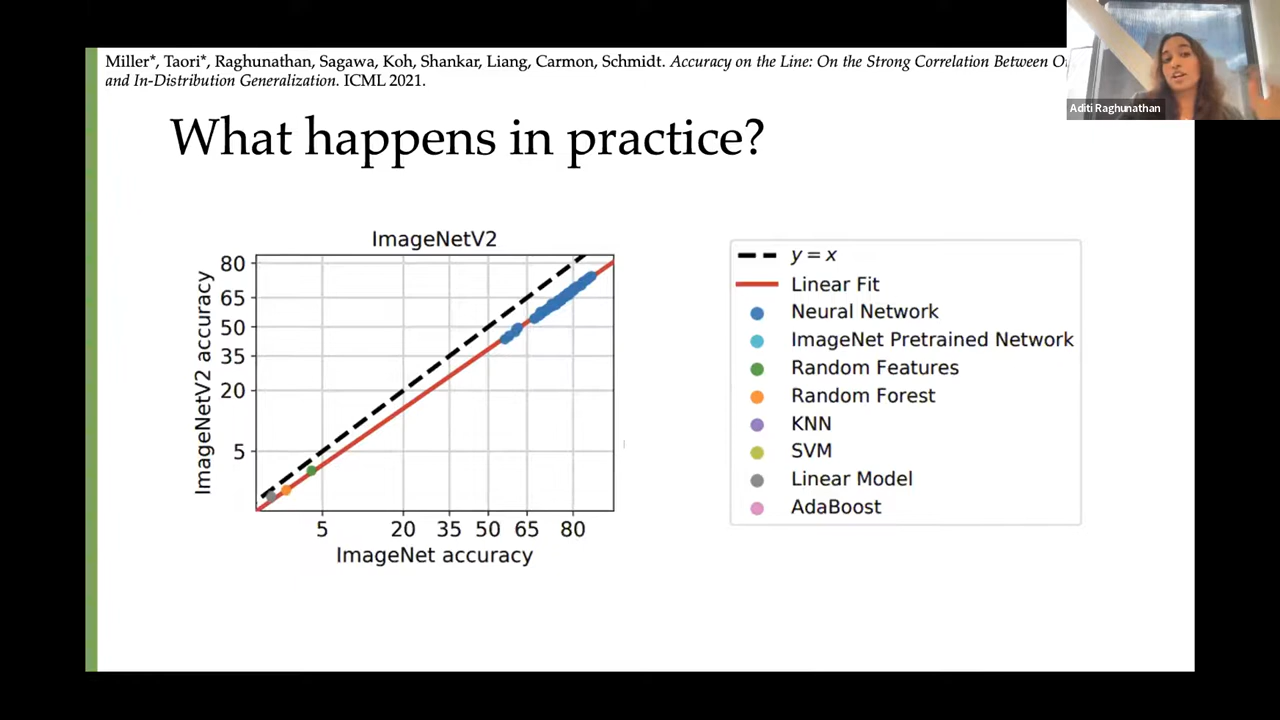 Miller*, Taori*, Raghunathan, Sagawa, Koh, Shankar, Liang, Carmon, Schmidt. Accuracy on the Line: On the Strong Correlation Between
and In-Distribution Generalization. ICML 2021.
Aditi Raghunathan
What happens in practice?
ImageNetV2
80
65
50
35
20
5
ImageNetV2 accuracy
5 20 35 50 65 80
ImageNet accuracy
y = x
Linear Fit
Neural Network
ImageNet Pretrained Network
Random Features
Random Forest
KNN
SVM
Linear Model
AdaBoost